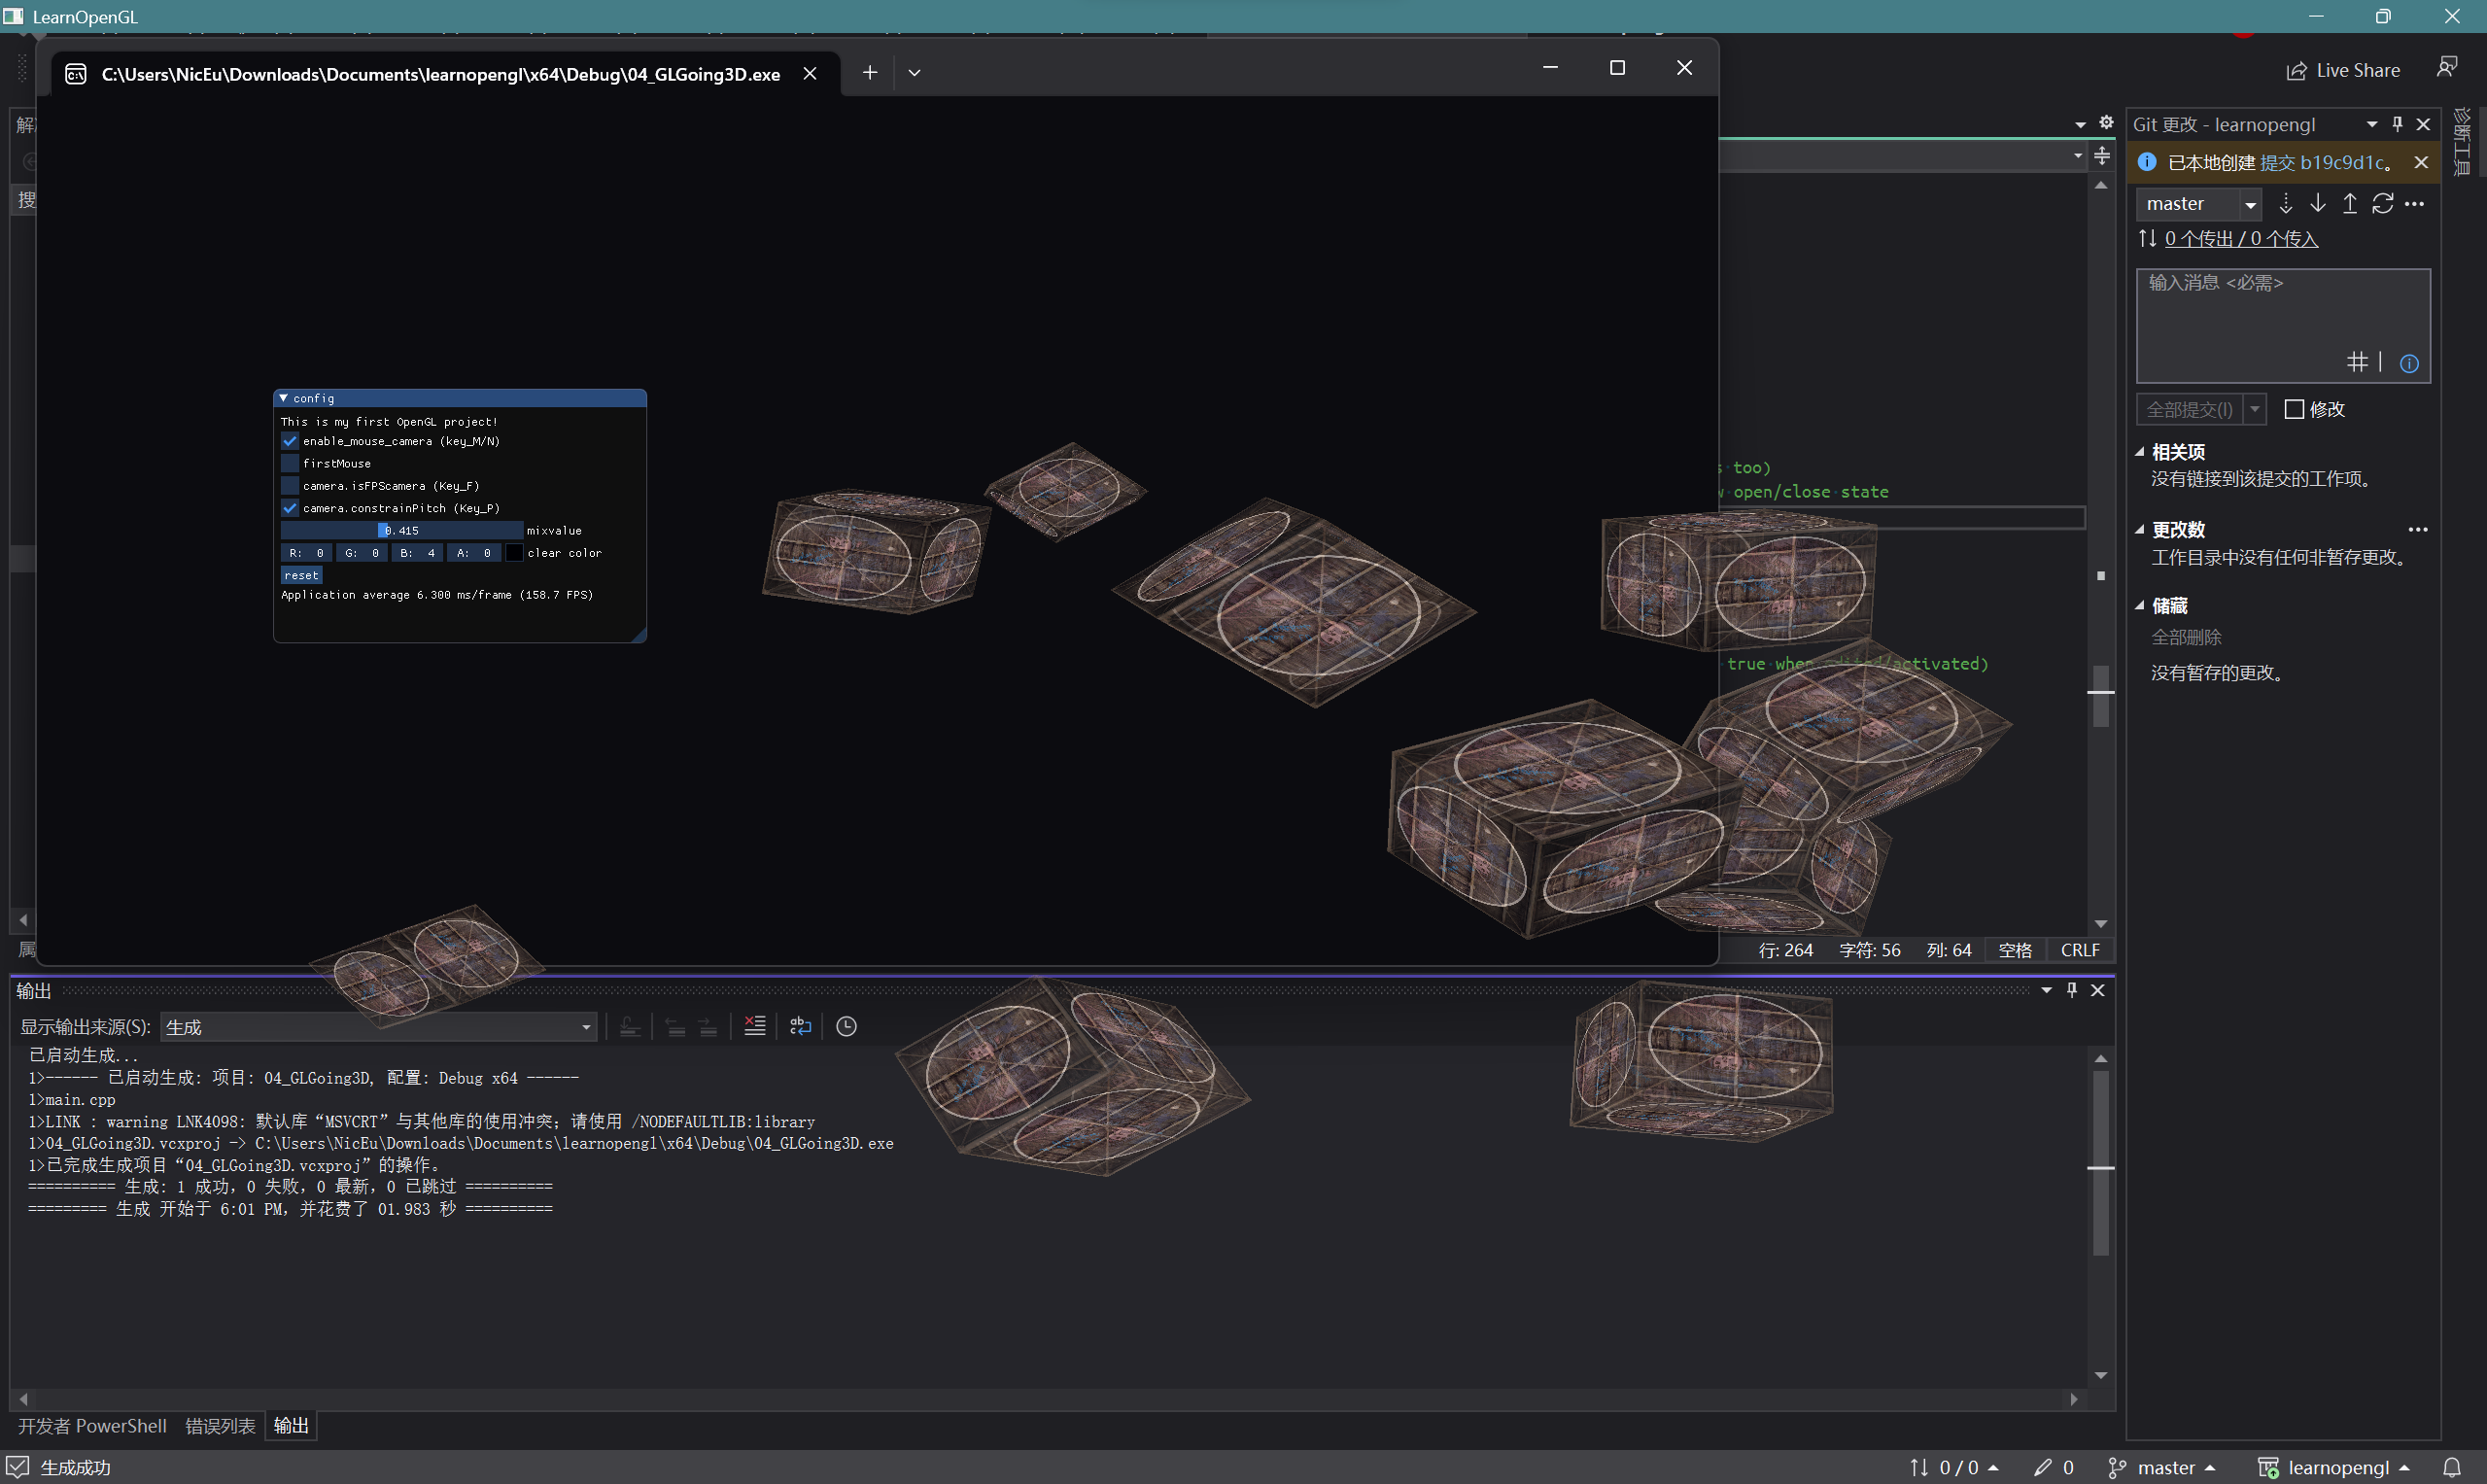 LearnOpenGL
C:\Users\NicEu\Downloads\Documents\learnopengl\x64\Debug\04_GLGoing3D.exe
Live Share
Git 更改 - learnopengl
诊断工具
已本地创建 提交 b19c9d1c。
master
0 个传出 / 0 个传入
输入消息 <必需>
全部提交(I)
修改
相关项
没有链接到该提交的工作项。
更改数
工作目录中没有任何非暂存更改。
储藏
全部删除
没有暂存的更改。
搜
属
config
This is my first OpenGL project!
enable_mouse_camera (key_M/N)
firstMouse
camera.isFPScamera (Key_F)
camera.constrainPitch (Key_P)
0.415 mixvalue
R: 0 G: 0 B: 4 A: 0 clear color
reset
Application average 6.300 ms/frame (158.7 FPS)
too)
open/close state
true when edited/activated)
行: 264 字符: 56 列: 64 空格 CRLF
输出
显示输出来源(S): 生成
已启动生成...
1>------ 已启动生成: 项目: 04_GLGoing3D, 配置: Debug x64 ------
1>main.cpp
1>LINK : warning LNK4098: 默认库“MSVCRT”与其他库的使用冲突；请使用 /NODEFAULTLIB:library
1>04_GLGoing3D.vcxproj -> C:\Users\NicEu\Downloads\Documents\learnopengl\x64\Debug\04_GLGoing3D.exe
1>已完成生成项目“04_GLGoing3D.vcxproj”的操作。
========== 生成: 1 成功，0 失败，0 最新，0 已跳过 ==========
========= 生成 开始于 6:01 PM，并花费了 01.983 秒 ==========
开发者 PowerShell 错误列表 输出
生成成功
0 / 0
0
master
learnopengl